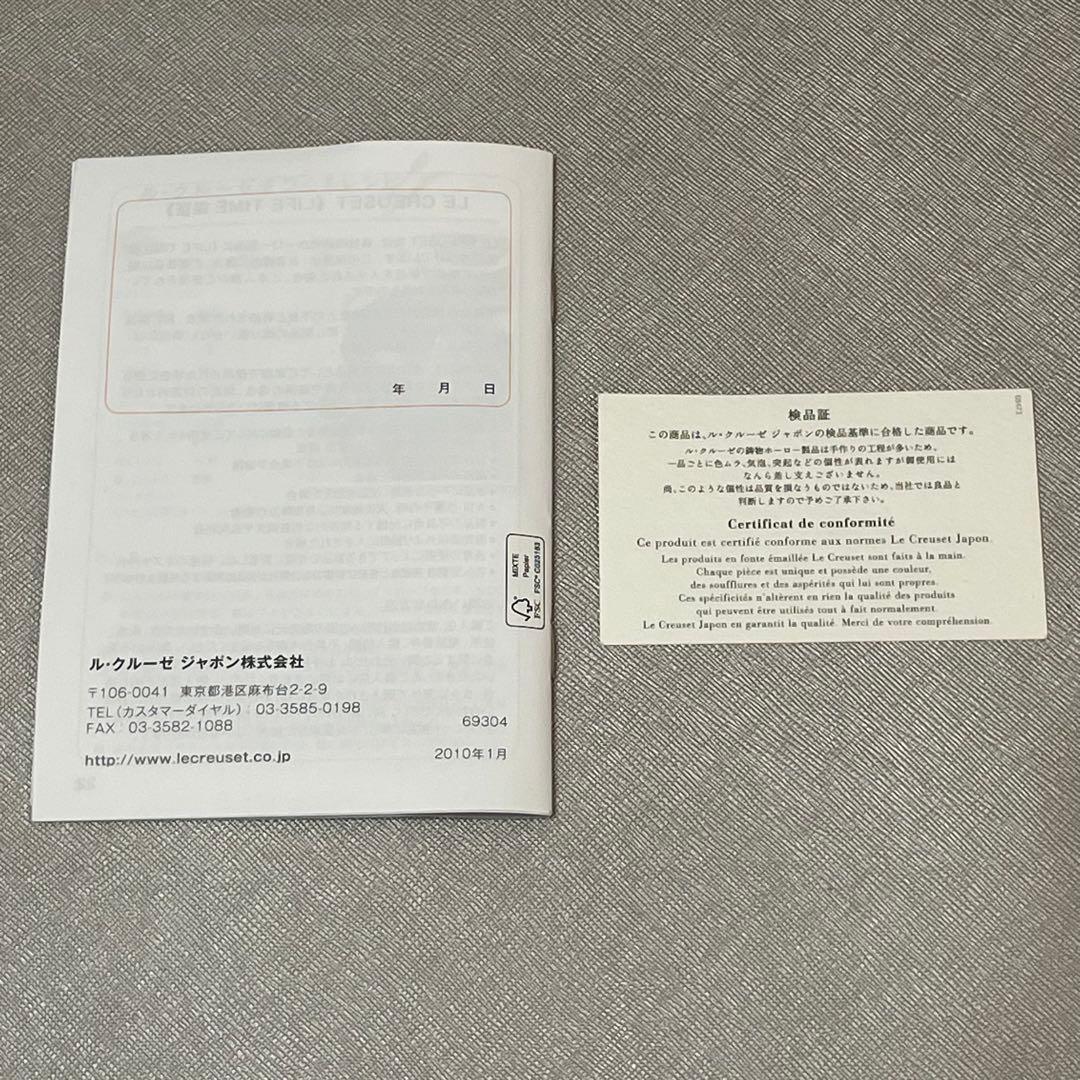 年　月　日
MIXTE
Papier
FSC® C025183
FSC
ル・クルーゼ ジャポン株式会社
〒106-0041 東京都港区麻布台2-2-9
TEL（カスタマーダイヤル）：03-3585-0198
FAX：03-3582-1088
69304
http://www.lecreuset.co.jp
2010年1月
検品証
この商品は、ル・クルーゼ ジャポンの検品基準に合格した商品です。
ル・クルーゼの鋳物ホーロー製品は手作りの工程が多いため、
一品ごとに色ムラ、気泡、突起などの個性が表れますが御使用には
なんら差し支えございません。
尚、このような個性は品質を損なうものではないため、当社では良品と
判断しますので予めご了承下さい。
Certificat de conformité
Ce produit est certifié conforme aux normes Le Creuset Japon.
Les produits en fonte émaillée Le Creuset sont faits à la main.
Chaque pièce est unique et possède une couleur,
des soufflures et des aspérités qui lui sont propres.
Ces spécificités n'altèrent en rien la qualité des produits
qui peuvent être utilisés tout à fait normalement.
Le Creuset Japon en garantit la qualité. Merci de votre compréhension.